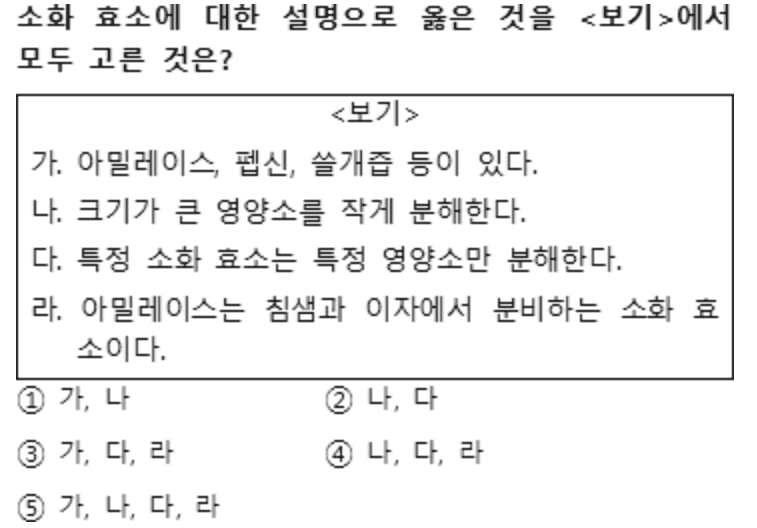 소화 효소에 대한 설명으로 옳은 것을 <보기>에서
모두 고른 것은?
<보기>
가. 아밀레이스, 펩신, 쓸개즙 등이 있다.
나. 크기가 큰 영양소를 작게 분해한다.
다. 특정 소화 효소는 특정 영양소만 분해한다.
라. 아밀레이스는 침샘과 이자에서 분비하는 소화 효
소이다.
① 가, 나 ② 나, 다
③ 가, 다, 라 ④ 나, 다, 라
⑤ 가, 나, 다, 라